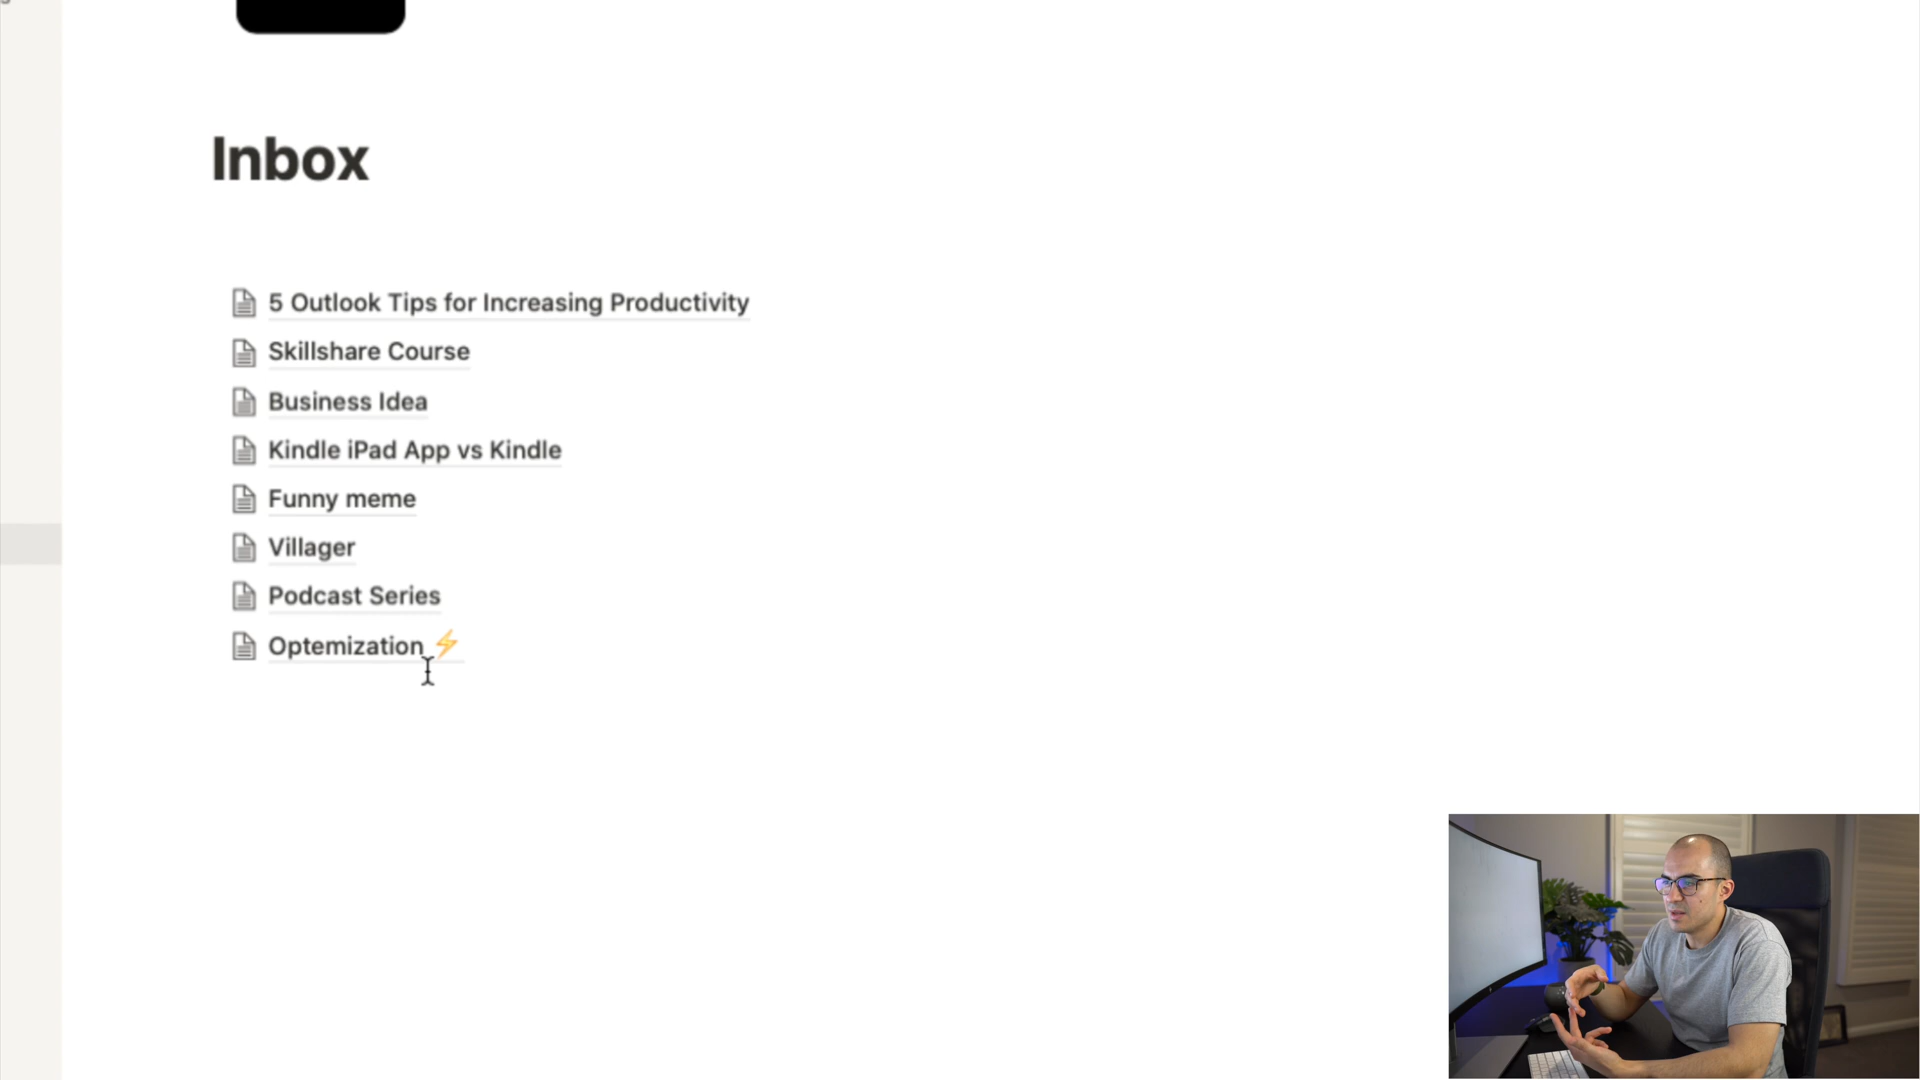 Inbox
5 Outlook Tips for Increasing Productivity
Skillshare Course
Business Idea
Kindle iPad App vs Kindle
Funny meme
Villager
Podcast Series
Optemization ⚡